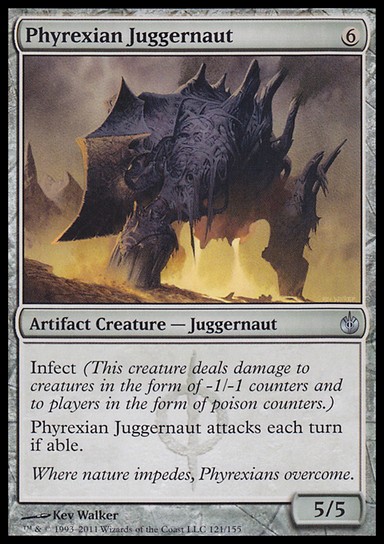 Phyrexian Juggernaut 6
Artifact Creature — Juggernaut
Infect (This creature deals damage to
creatures in the form of -1/-1 counters and
to players in the form of poison counters.)
Phyrexian Juggernaut attacks each turn
if able.
Where nature impedes, Phyrexians overcome.
Kev Walker
™ & © 1993–2011 Wizards of the Coast LLC 121/155
5/5